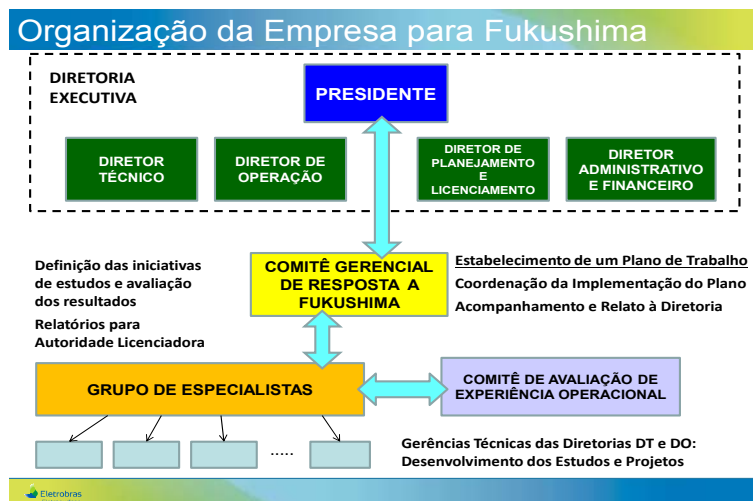 Organização da Empresa para Fukushima
DIRETORIA
EXECUTIVA
PRESIDENTE
DIRETOR
TÉCNICO
DIRETOR DE
OPERAÇÃO
DIRETOR DE
PLANEJAMENTO
E
LICENCIAMENTO
DIRETOR
ADMINISTRATIVO
E FINANCEIRO
Definição das iniciativas
de estudos e avaliação
dos resultados
Relatórios para
Autoridade Licenciadora
COMITÊ GERENCIAL
DE RESPOSTA A
FUKUSHIMA
Estabelecimento de um Plano de Trabalho
Coordenação da Implementação do Plano
Acompanhamento e Relato à Diretoria
GRUPO DE ESPECIALISTAS
COMITÊ DE AVALIAÇÃO DE
EXPERIÊNCIA OPERACIONAL
.....
Gerências Técnicas das Diretorias DT e DO:
Desenvolvimento dos Estudos e Projetos
Eletrobras